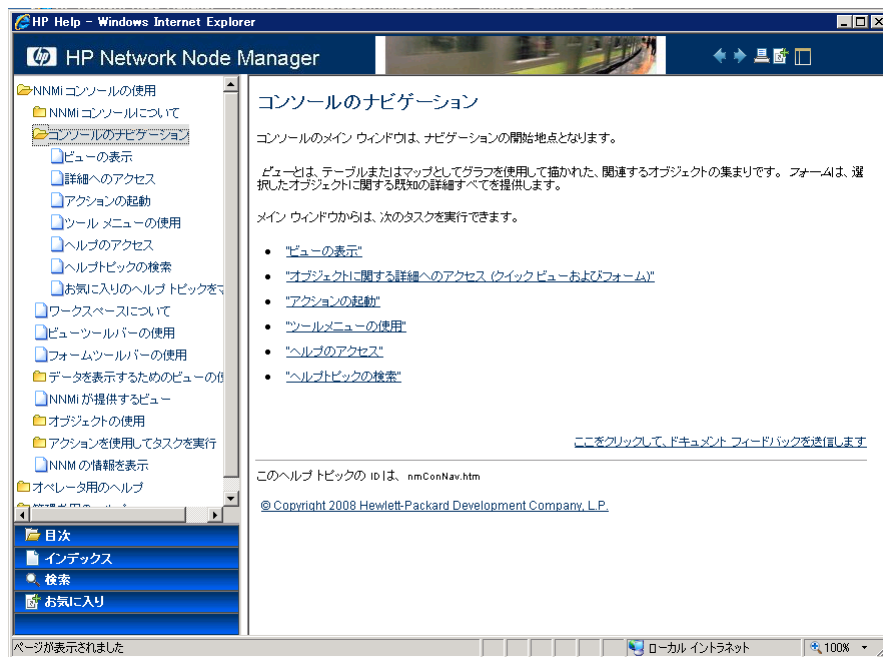 HP Help - Windows Internet Explorer
HP Network Node Manager
NNMiコンソールの使用
NNMiコンソールについて
コンソールのナビゲーション
ビューの表示
詳細へのアクセス
アクションの起動
ツール メニューの使用
ヘルプのアクセス
ヘルプトピックの検索
お気に入りのヘルプ トピックを
ワークスペースについて
ビューツールバーの使用
フォームツールバーの使用
データを表示するためのビューの
NNMiが提供するビュー
オブジェクトの使用
アクションを使用してタスクを実行
NNMの情報を表示
オペレータ用のヘルプ
目次
インデックス
検索
お気に入り
コンソールのナビゲーション
コンソールのメイン ウィンドウは、ナビゲーションの開始地点となります。
ビューとは、テーブルまたはマップとしてグラフを使用して描かれた、関連するオブジェクトの集まりです。 フォームは、選
択したオブジェクトに関する既知の詳細すべてを提供します。
メイン ウィンドウからは、次のタスクを実行できます。
• "ビューの表示"
• "オブジェクトに関する詳細へのアクセス (クイック ビューおよびフォーム)"
• "アクションの起動"
• "ツールメニューの使用"
• "ヘルプのアクセス"
• "ヘルプトピックの検索"
ここをクリックして、ドキュメント フィードバックを送信します
このヘルプ トピックの IDは、 nmConNav.htm
© Copyright 2008 Hewlett-Packard Development Company, L.P.
ページが表示されました
ローカル イントラネット
100%